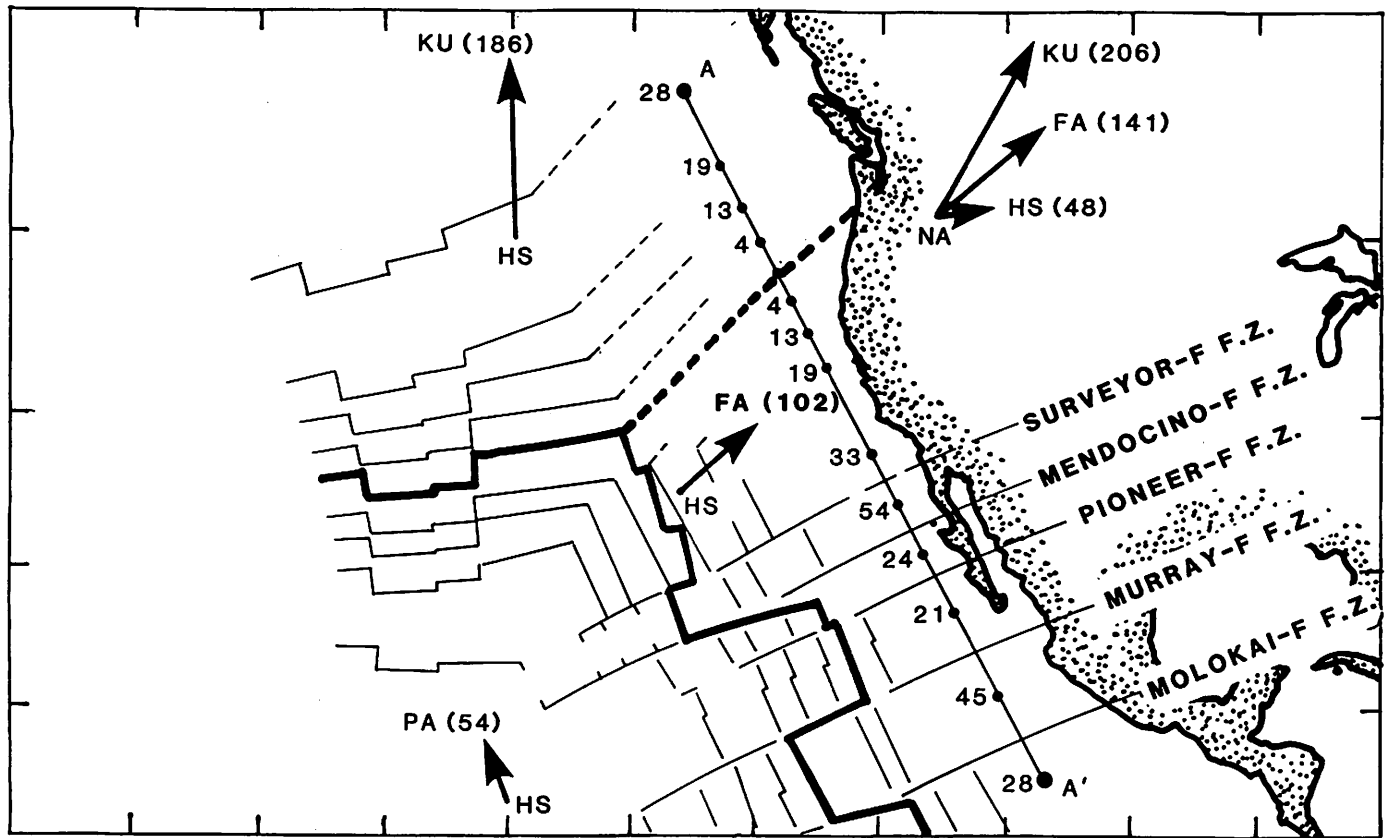 KU (186)
A
28
KU (206)
FA (141)
19
13
HS (48)
NA
4
HS
4
13
19
SURVEYOR-F F.Z.
FA (102)
MENDOCINO-F F.Z.
33
PIONEER-F F.Z.
HS
54
24
MURRAY-F F.Z.
21
MOLOKAI-F F.Z.
45
PA (54)
28
A'
HS